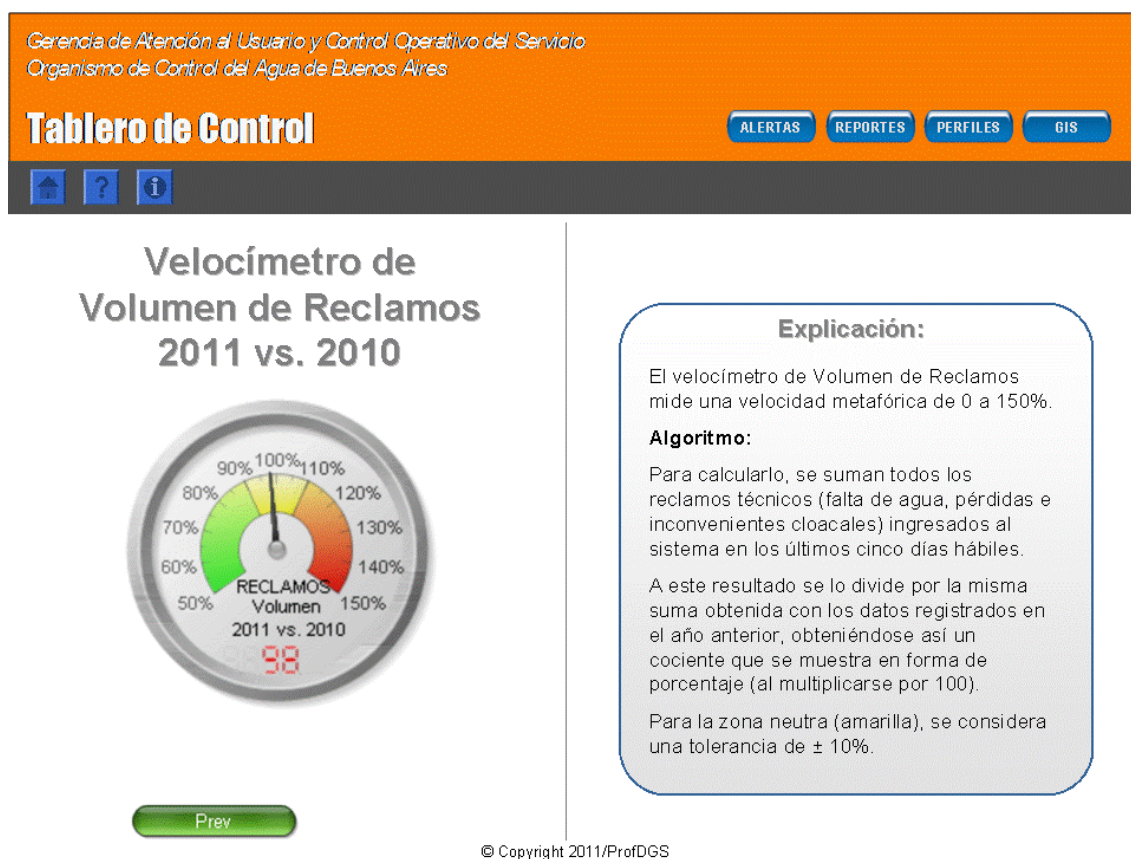 Gerencia de Atención al Usuario y Control Operativo del Servicio
Organismo de Control del Agua de Buenos Aires
Tablero de Control
ALERTAS
REPORTES
PERFILES
GIS
?
i
Velocímetro de
Volumen de Reclamos
2011 vs. 2010
50%
60%
70%
80%
90%
100%
110%
120%
130%
140%
150%
RECLAMOS
Volumen
2011 vs. 2010
98
Prev
Explicación:
El velocímetro de Volumen de Reclamos
mide una velocidad metafórica de 0 a 150%.
Algoritmo:
Para calcularlo, se suman todos los
reclamos técnicos (falta de agua, pérdidas e
inconvenientes cloacales) ingresados al
sistema en los últimos cinco días hábiles.
A este resultado se lo divide por la misma
suma obtenida con los datos registrados en
el año anterior, obteniéndose así un
cociente que se muestra en forma de
porcentaje (al multiplicarse por 100).
Para la zona neutra (amarilla), se considera
una tolerancia de ± 10%.
© Copyright 2011/ProfDGS